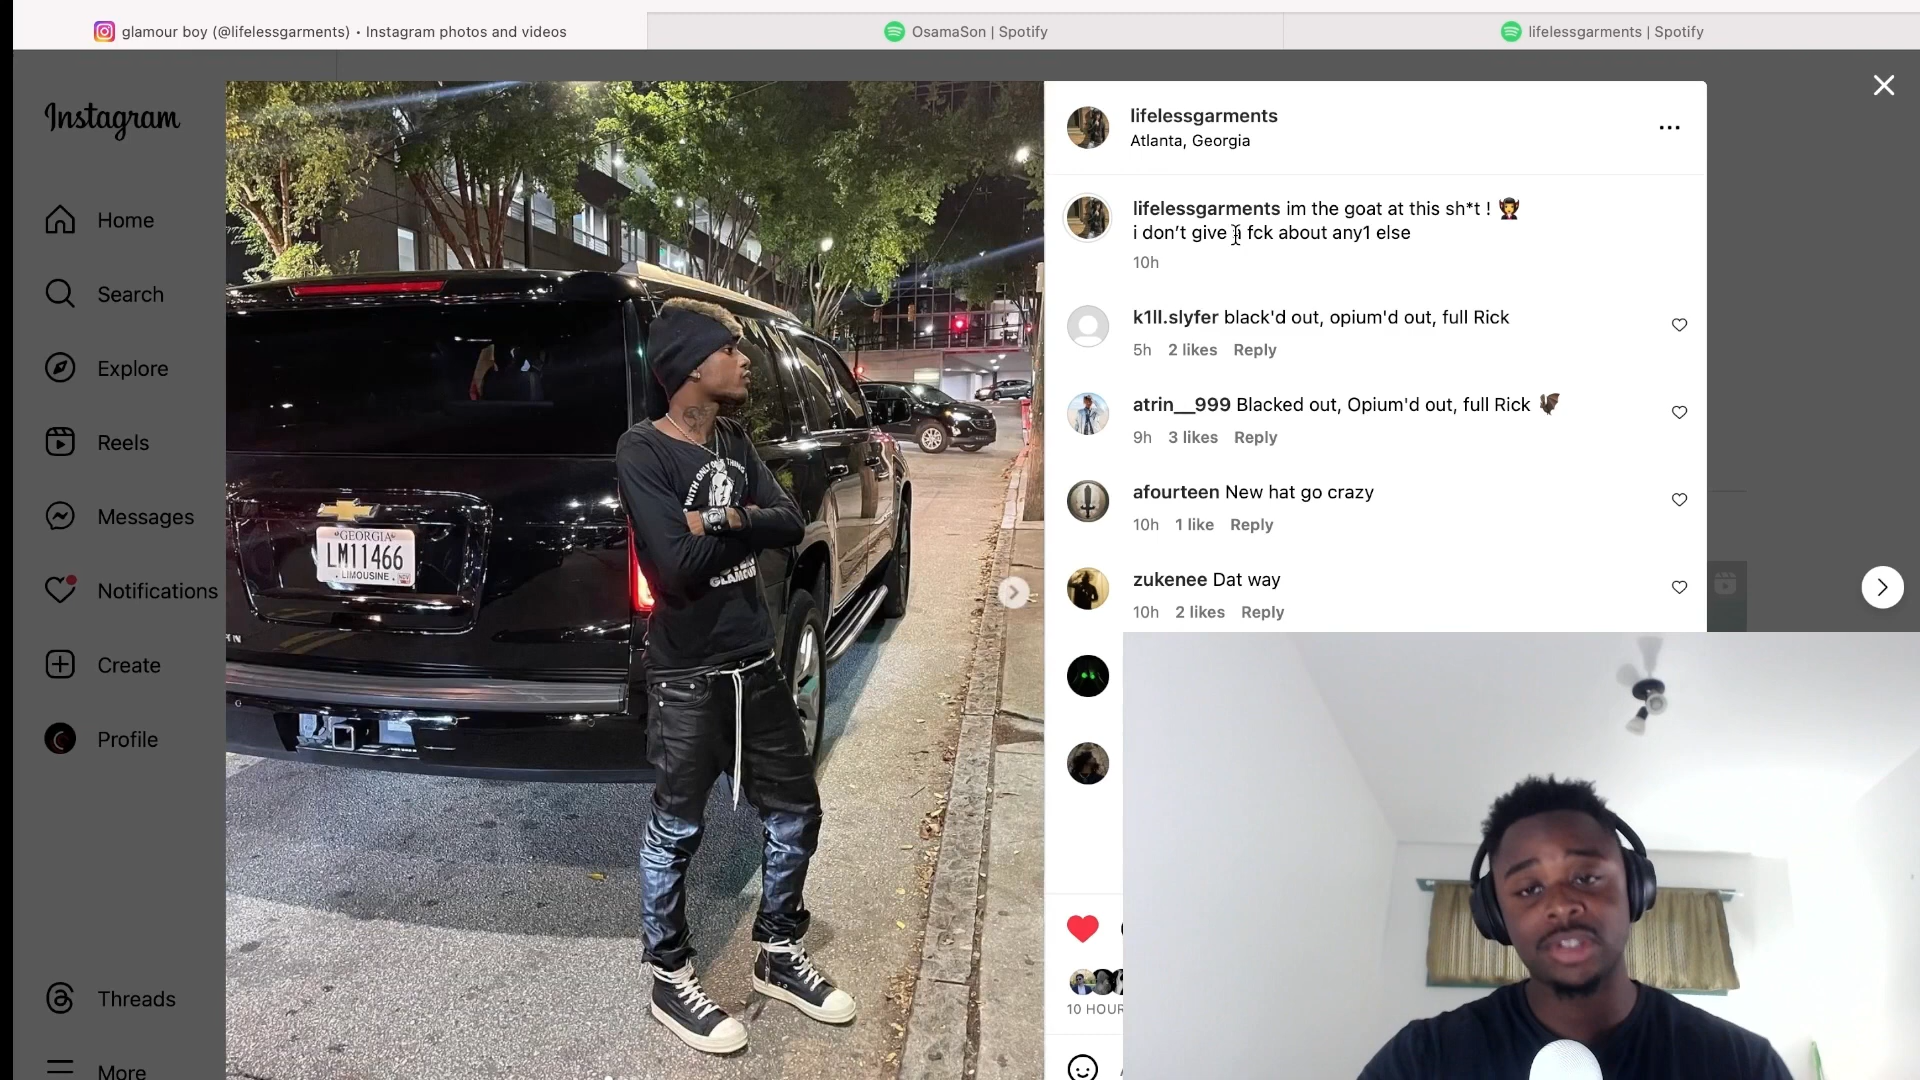 glamour boy (@lifelessgarments) • Instagram photos and videos
OsamaSon | Spotify
lifelessgarments | Spotify
Instagram
Home
Search
Explore
Reels
Messages
Notifications
Create
Profile
Threads
More
GEORGIA
LM11466
LIMOUSINE
WITH ONLY
THING
GLAMOUR
lifelessgarments
Atlanta, Georgia
lifelessgarments im the goat at this sh*t !
i don't give a fck about any1 else
10h
k1ll.slyfer black'd out, opium'd out, full Rick
5h 2 likes Reply
atrin__999 Blacked out, Opium'd out, full Rick
9h 3 likes Reply
afourteen New hat go crazy
10h 1 like Reply
zukenee Dat way
10h 2 likes Reply
10 HOUR